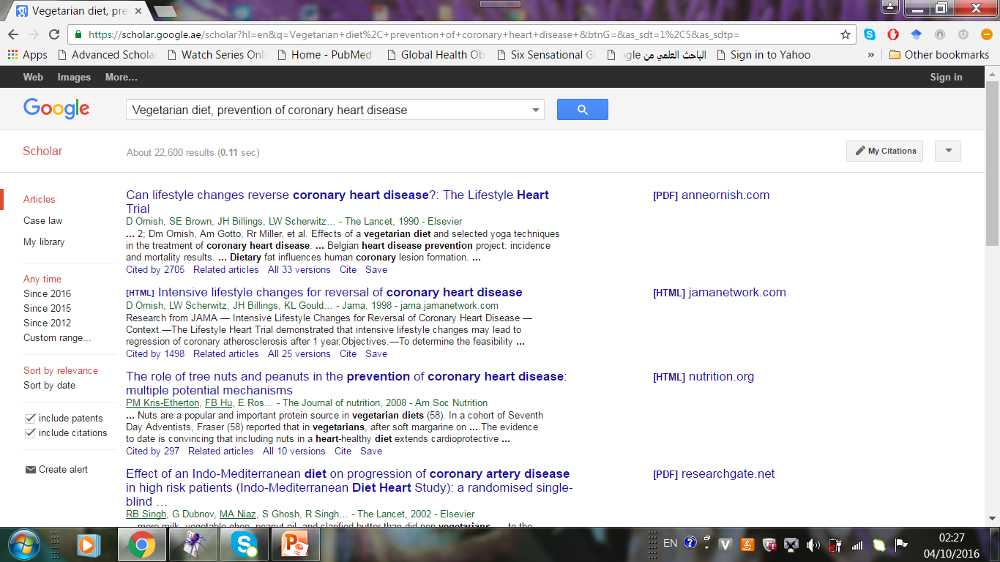 Vegetarian diet, pre
https://scholar.google.ae/scholar?hl=en&q=Vegetarian+diet%2C+prevention+of+coronary+heart+disease+&btnG=&as_sdt=1%2C5&as_sdtp=
Apps Advanced Schola Watch Series Onli Home - PubMed Global Health Ob Six Sensational G ogle الباحث العلمي من Sign in to Yahoo » Other bookmarks
Web Images More... Sign in
Google Vegetarian diet, prevention of coronary heart disease
Scholar About 22,600 results (0.11 sec) My Citations
Articles
Case law
My library
Any time
Since 2016
Since 2015
Since 2012
Custom range...
Sort by relevance
Sort by date
include patents
include citations
Create alert
Can lifestyle changes reverse coronary heart disease?: The Lifestyle Heart
Trial
D Ornish, SE Brown, JH Billings, LW Scherwitz… - The Lancet, 1990 - Elsevier
... 2; Dm Ornish, Am Gotto, Rr Miller, et al. Effects of a vegetarian diet and selected yoga techniques
in the treatment of coronary heart disease. ... Belgian heart disease prevention project: incidence
and mortality results. ... Dietary fat influences human coronary lesion formation. ...
Cited by 2705 Related articles All 33 versions Cite Save
[PDF] anneornish.com
[HTML] Intensive lifestyle changes for reversal of coronary heart disease
D Ornish, LW Scherwitz, JH Billings, KL Gould… - Jama, 1998 - jama.jamanetwork.com
Research from JAMA — Intensive Lifestyle Changes for Reversal of Coronary Heart Disease —
Context.—The Lifestyle Heart Trial demonstrated that intensive lifestyle changes may lead to
regression of coronary atherosclerosis after 1 year.Objectives.—To determine the feasibility ...
Cited by 1498 Related articles All 25 versions Cite Save
[HTML] jamanetwork.com
The role of tree nuts and peanuts in the prevention of coronary heart disease:
multiple potential mechanisms
PM Kris-Etherton, FB Hu, E Ros… - The Journal of nutrition, 2008 - Am Soc Nutrition
... Nuts are a popular and important protein source in vegetarian diets (58). In a cohort of Seventh
Day Adventists, Fraser (58) reported that in vegetarians, after soft margarine on ... The evidence
to date is convincing that including nuts in a heart-healthy diet extends cardioprotective ...
Cited by 297 Related articles All 10 versions Cite Save
[HTML] nutrition.org
Effect of an Indo-Mediterranean diet on progression of coronary artery disease
in high risk patients (Indo-Mediterranean Diet Heart Study): a randomised single-
blind …
RB Singh, G Dubnov, MA Niaz, S Ghosh, R Singh… - The Lancet, 2002 - Elsevier
... more milk, vegetable ghee, peanut oil, and clarified butter than did non vegetarians. ... to the
[PDF] researchgate.net
EN 02:27
04/10/2016